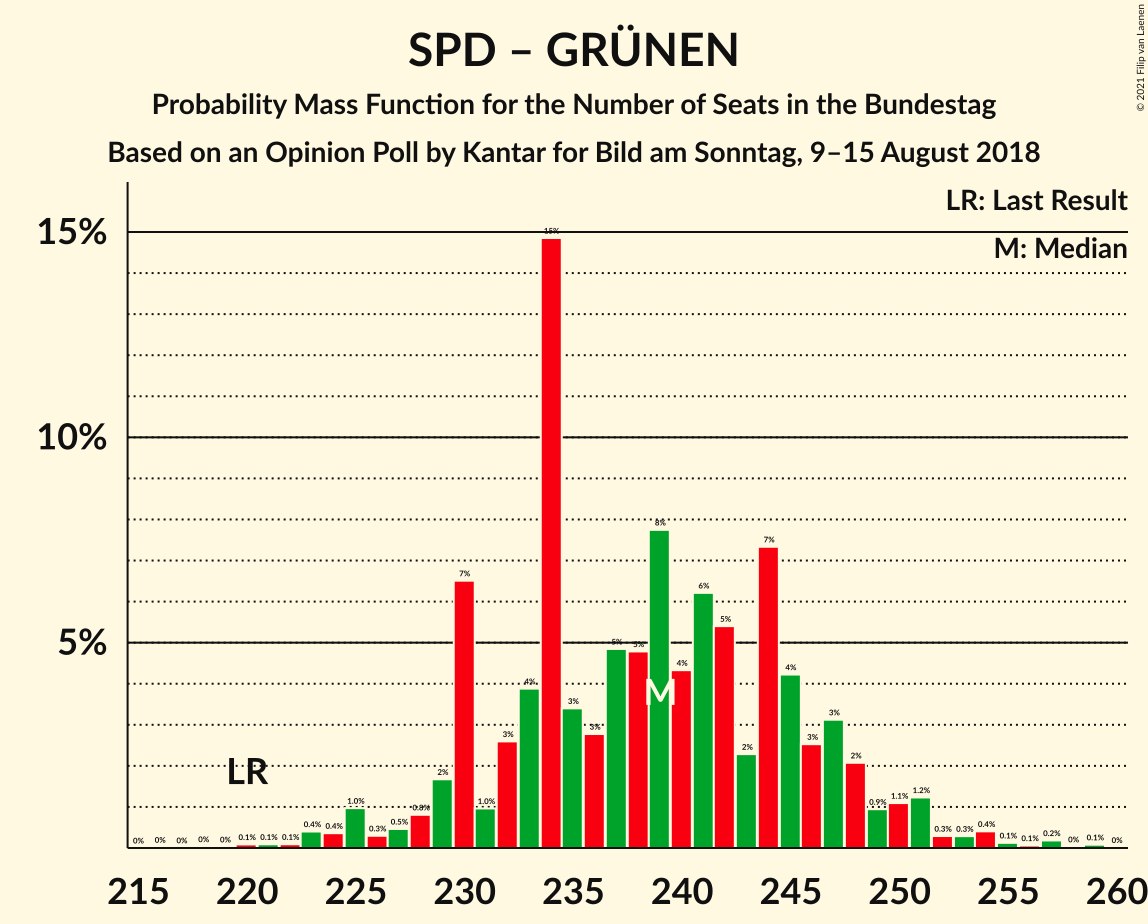 SPD – GRÜNEN
Probability Mass Function for the Number of Seats in the Bundestag
Based on an Opinion Poll by Kantar for Bild am Sonntag, 9–15 August 2018
© 2021 Filip van Laenen
LR: Last Result
M: Median
15%
10%
5%
LR
M
0% 0% 0% 0% 0% 0.1% 0.1% 0.1% 0.4% 0.4% 1.0% 0.3% 0.5% 0.8% 2% 7% 1.0% 3% 4% 15% 3% 3% 5% 5% 8% 4% 6% 5% 2% 7% 4% 3% 3% 2% 0.9% 1.1% 1.2% 0.3% 0.3% 0.4% 0.1% 0.1% 0.2% 0% 0.1% 0%
215 220 225 230 235 240 245 250 255 260